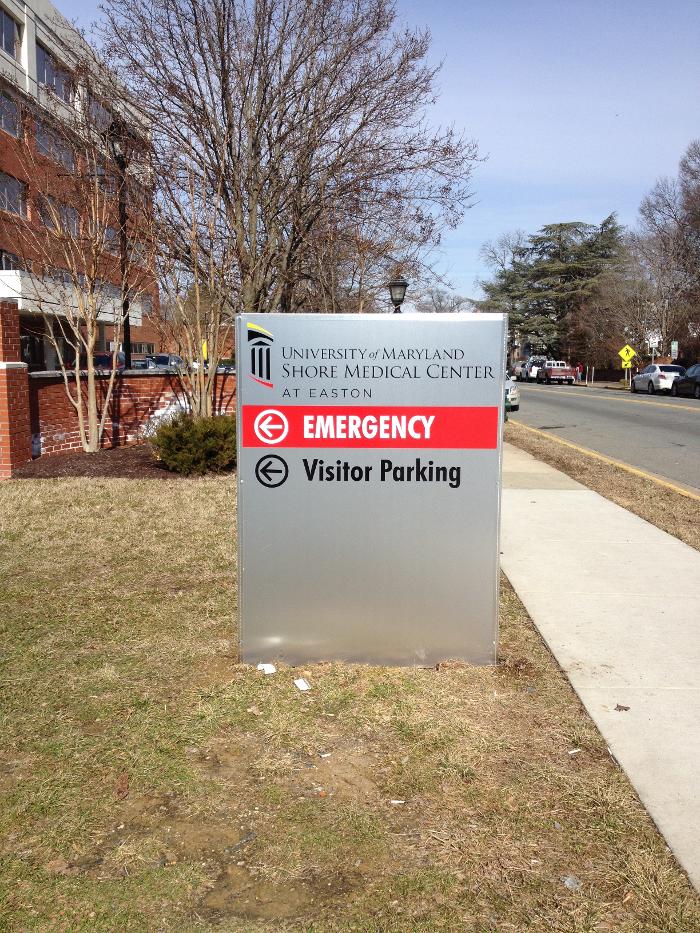 University of Maryland
Shore Medical Center
at Easton
EMERGENCY
Visitor Parking